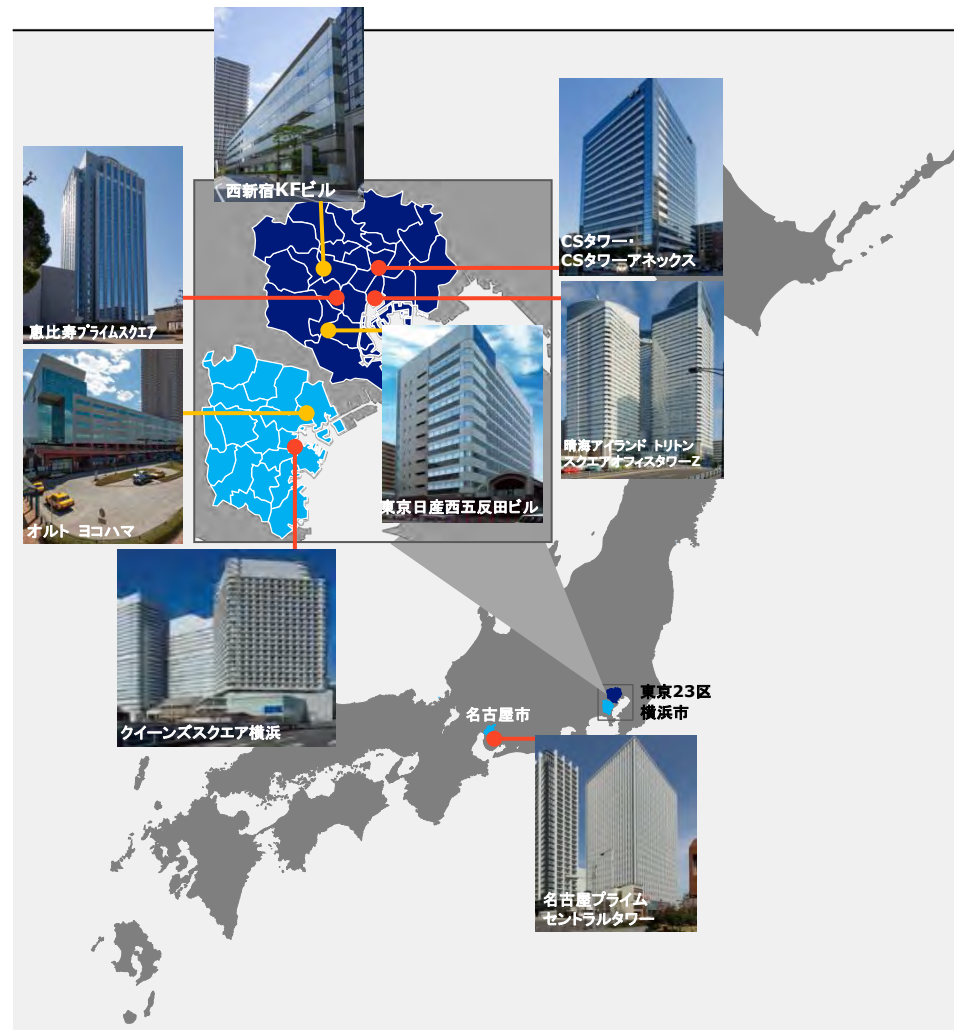 西新宿KFビル
CSタワー・
CSタワーアネックス
恵比寿プライムスクエア
晴海アイランド トリトン
スクエアオフィスタワーZ
東京日産西五反田ビル
オルト ヨコハマ
クイーンズスクエア横浜
東京23区
横浜市
名古屋市
名古屋プライム
セントラルタワー